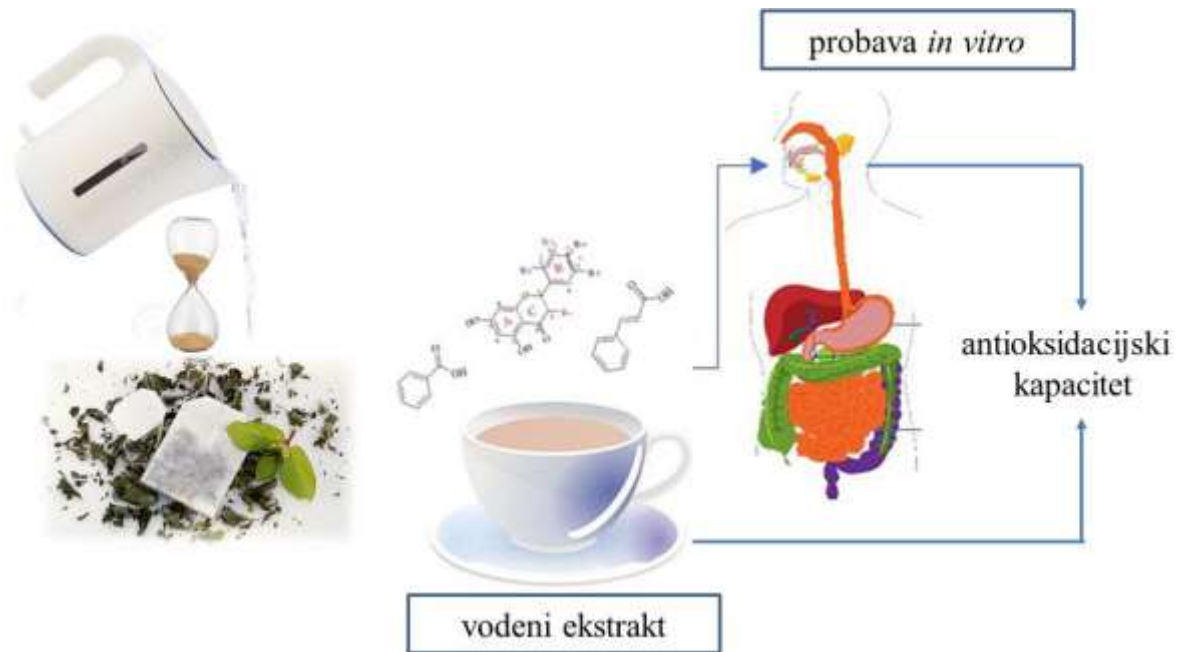 probava in vitro
antioksidacijski
kapacitet
A
C
B
vodeni ekstrakt